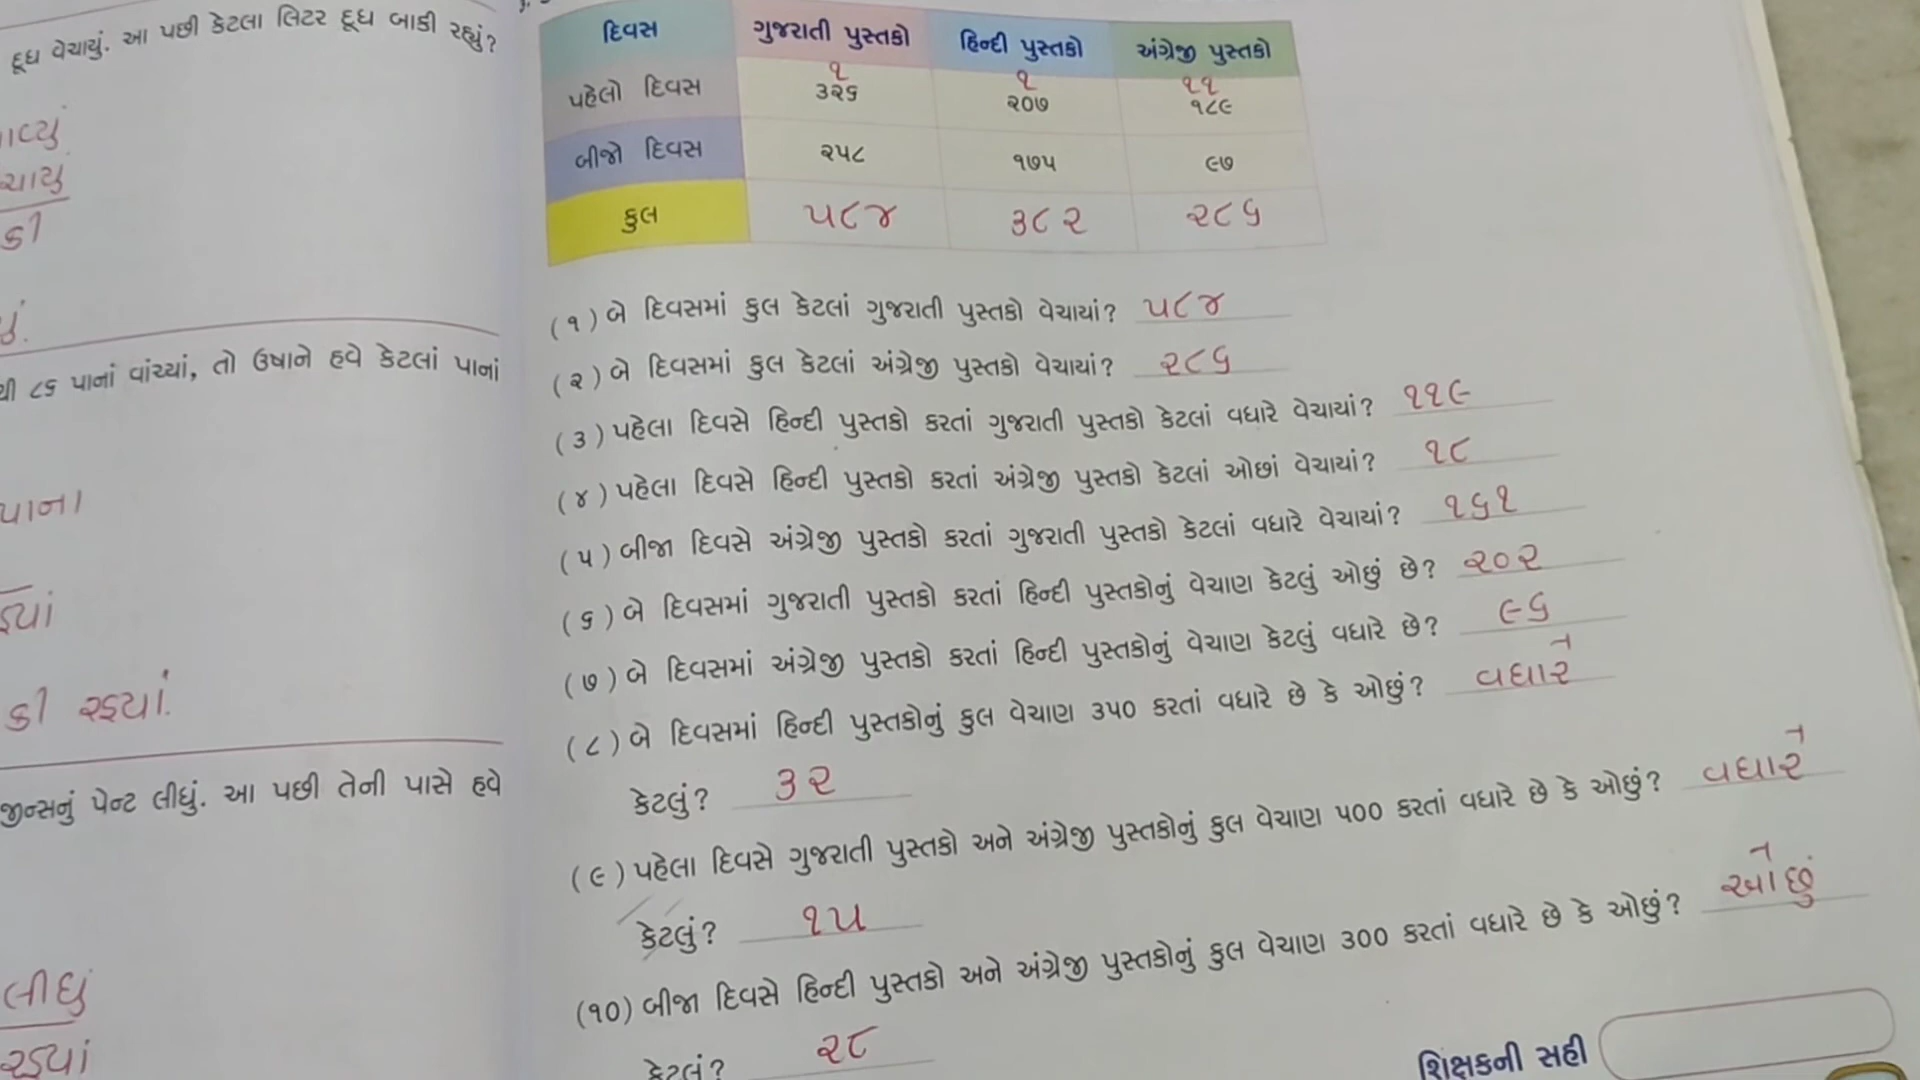 દૂધ વેચાયું. આ પછી કેટલા લિટર દૂધ બાકી રહ્યું?
ચાયું
કી
૮૬ પાનાં વાંચ્યાં, તો ઉષાને હવે કેટલાં પાનાં
પાના
કી રહ્યાં.
જીન્સનું પેન્ટ લીધું. આ પછી તેની પાસે હવે
લીધું
રહ્યાં
દિવસ ગુજરાતી પુસ્તકો હિન્દી પુસ્તકો અંગ્રેજી પુસ્તકો
૧ ૧ ૧૧
પહેલો દિવસ ૩૨૬ ૨૦૭ ૧૮૯
બીજો દિવસ ૨૫૮ ૧૭૫ ૯૭
કુલ ૫૮૪ ૩૮૨ ૨૮૬
(૧) બે દિવસમાં કુલ કેટલાં ગુજરાતી પુસ્તકો વેચાયાં? ૫૮૪
(૨) બે દિવસમાં કુલ કેટલાં અંગ્રેજી પુસ્તકો વેચાયાં? ૨૮૬
(૩) પહેલા દિવસે હિન્દી પુસ્તકો કરતાં ગુજરાતી પુસ્તકો કેટલાં વધારે વેચાયાં? ૧૧૯
(૪) પહેલા દિવસે હિન્દી પુસ્તકો કરતાં અંગ્રેજી પુસ્તકો કેટલાં ઓછાં વેચાયાં? ૧૮
(૫) બીજા દિવસે અંગ્રેજી પુસ્તકો કરતાં ગુજરાતી પુસ્તકો કેટલાં વધારે વેચાયાં? ૧૬૧
(૬) બે દિવસમાં ગુજરાતી પુસ્તકો કરતાં હિન્દી પુસ્તકોનું વેચાણ કેટલું ઓછું છે? ૨૦૨
(૭) બે દિવસમાં અંગ્રેજી પુસ્તકો કરતાં હિન્દી પુસ્તકોનું વેચાણ કેટલું વધારે છે? ૯૬
(૮) બે દિવસમાં હિન્દી પુસ્તકોનું કુલ વેચાણ ૩૫૦ કરતાં વધારે છે કે ઓછું? વધારે
કેટલું? ૩૨
(૯) પહેલા દિવસે ગુજરાતી પુસ્તકો અને અંગ્રેજી પુસ્તકોનું કુલ વેચાણ ૫૦૦ કરતાં વધારે છે કે ઓછું? વધારે
કેટલું? ૧૫
(૧૦) બીજા દિવસે હિન્દી પુસ્તકો અને અંગ્રેજી પુસ્તકોનું કુલ વેચાણ ૩૦૦ કરતાં વધારે છે કે ઓછું? ઓછું
કેટલું? ૨૮
શિક્ષકની સહી